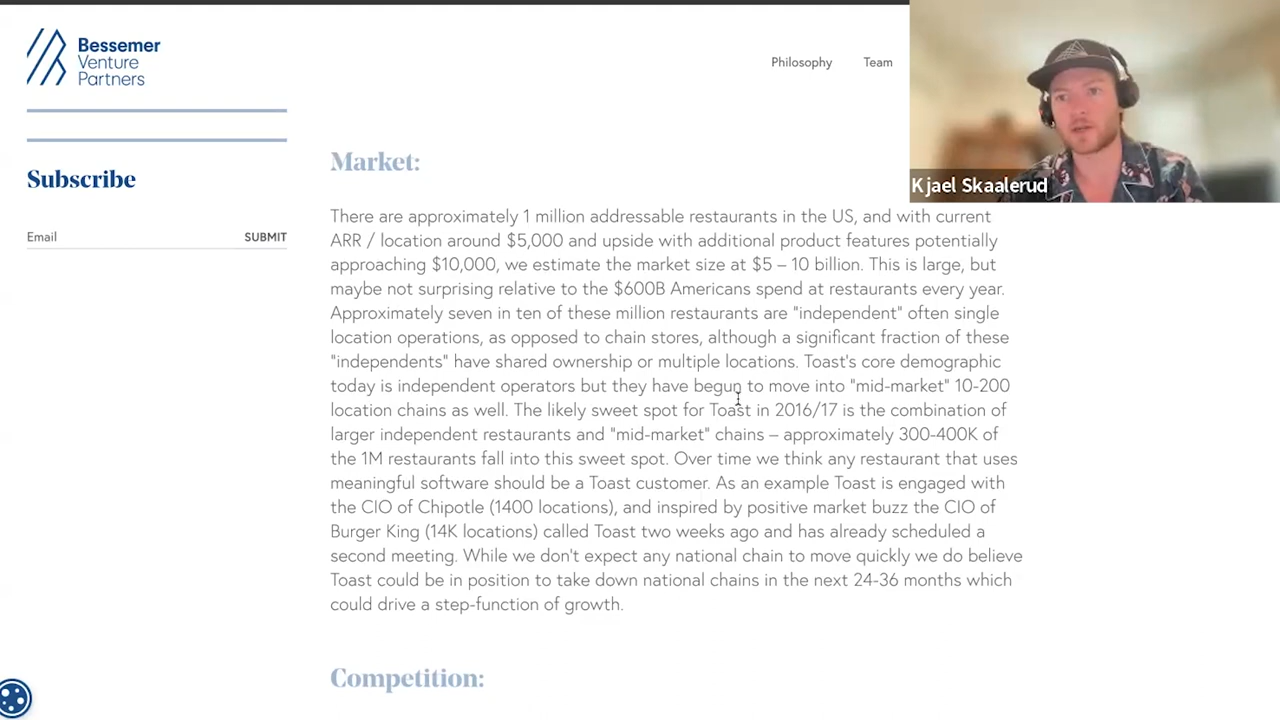 Bessemer
Venture
Partners
Philosophy
Team
Kjael Skaalerud
Subscribe
Email
SUBMIT
Market:
There are approximately 1 million addressable restaurants in the US, and with current
ARR / location around $5,000 and upside with additional product features potentially
approaching $10,000, we estimate the market size at $5 – 10 billion. This is large, but
maybe not surprising relative to the $600B Americans spend at restaurants every year.
Approximately seven in ten of these million restaurants are "independent" often single
location operations, as opposed to chain stores, although a significant fraction of these
"independents" have shared ownership or multiple locations. Toast's core demographic
today is independent operators but they have begun to move into "mid-market" 10-200
location chains as well. The likely sweet spot for Toast in 2016/17 is the combination of
larger independent restaurants and "mid-market" chains – approximately 300-400K of
the 1M restaurants fall into this sweet spot. Over time we think any restaurant that uses
meaningful software should be a Toast customer. As an example Toast is engaged with
the CIO of Chipotle (1400 locations), and inspired by positive market buzz the CIO of
Burger King (14K locations) called Toast two weeks ago and has already scheduled a
second meeting. While we don't expect any national chain to move quickly we do believe
Toast could be in position to take down national chains in the next 24-36 months which
could drive a step-function of growth.
Competition: